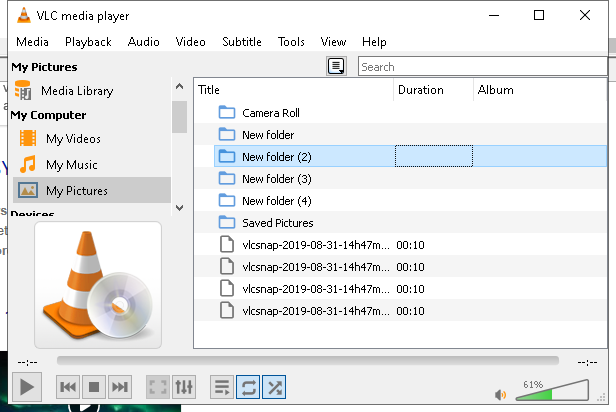 VLC media player
Media Playback Audio Video Subtitle Tools View Help
My Pictures
Search
Media Library
My Computer
My Videos
My Music
My Pictures
Devices
Title Duration Album
Camera Roll
New folder
New folder (2)
New folder (3)
New folder (4)
Saved Pictures
vlcsnap-2019-08-31-14h47m... 00:10
vlcsnap-2019-08-31-14h47m... 00:10
vlcsnap-2019-08-31-14h47m... 00:10
vlcsnap-2019-08-31-14h47m... 00:10
--:-- --:--
61%